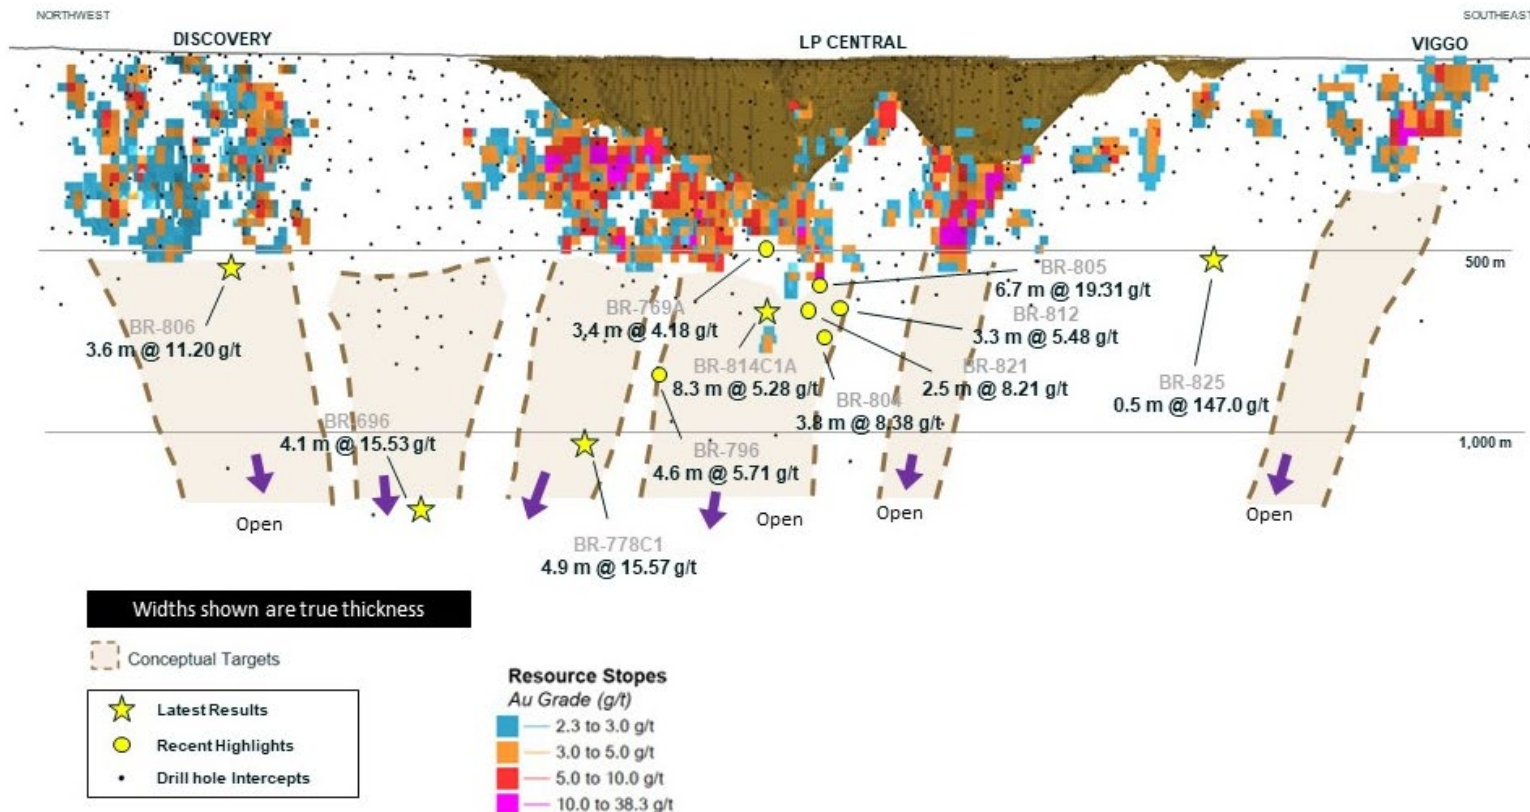 NORTHWEST
SOUTHEAST
DISCOVERY
LP CENTRAL
VIGGO
500 m
BR-805
6.7 m @ 19.31 g/t
BR-769A
3.4 m @ 4.18 g/t
BR-812
3.3 m @ 5.48 g/t
BR-806
3.6 m @ 11.20 g/t
BR-814C1A
8.3 m @ 5.28 g/t
BR-821
2.5 m @ 8.21 g/t
BR-825
0.5 m @ 147.0 g/t
BR-804
3.8 m @ 8.38 g/t
BR-696
4.1 m @ 15.53 g/t
1,000 m
BR-796
4.6 m @ 5.71 g/t
Open
Open
Open
Open
BR-778C1
4.9 m @ 15.57 g/t
Widths shown are true thickness
Conceptual Targets
Latest Results
Recent Highlights
Drill hole Intercepts
Resource Stopes
Au Grade (g/t)
2.3 to 3.0 g/t
3.0 to 5.0 g/t
5.0 to 10.0 g/t
10.0 to 38.3 g/t